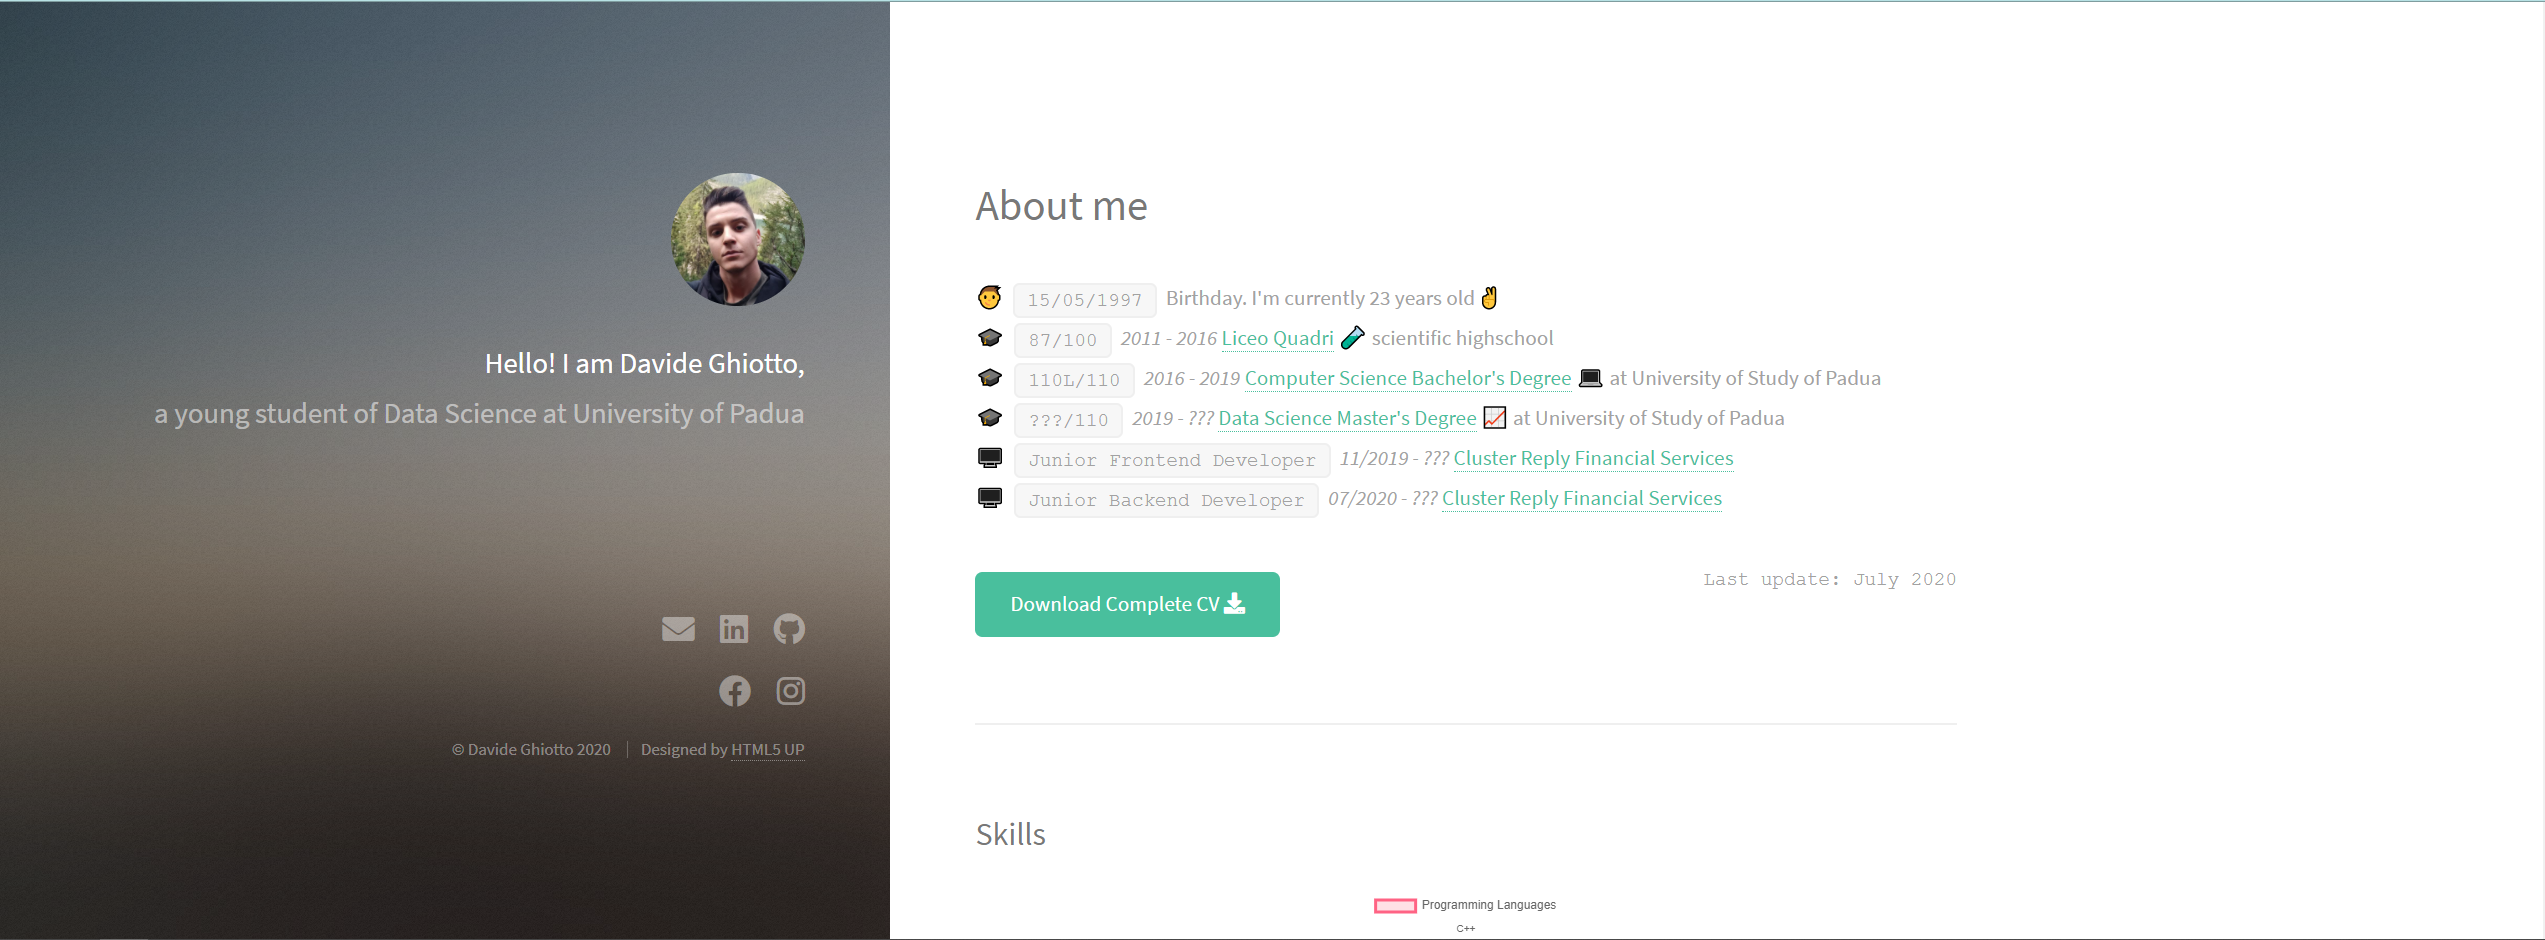 Hello! I am Davide Ghiotto,
a young student of Data Science at University of Padua
© Davide Ghiotto 2020 | Designed by HTML5 UP
About me
15/05/1997 Birthday. I'm currently 23 years old
87/100 2011 - 2016 Liceo Quadri scientific highschool
110L/110 2016 - 2019 Computer Science Bachelor's Degree at University of Study of Padua
???/110 2019 - ??? Data Science Master's Degree at University of Study of Padua
Junior Frontend Developer 11/2019 - ??? Cluster Reply Financial Services
Junior Backend Developer 07/2020 - ??? Cluster Reply Financial Services
Download Complete CV
Last update: July 2020
Skills
Programming Languages
C++